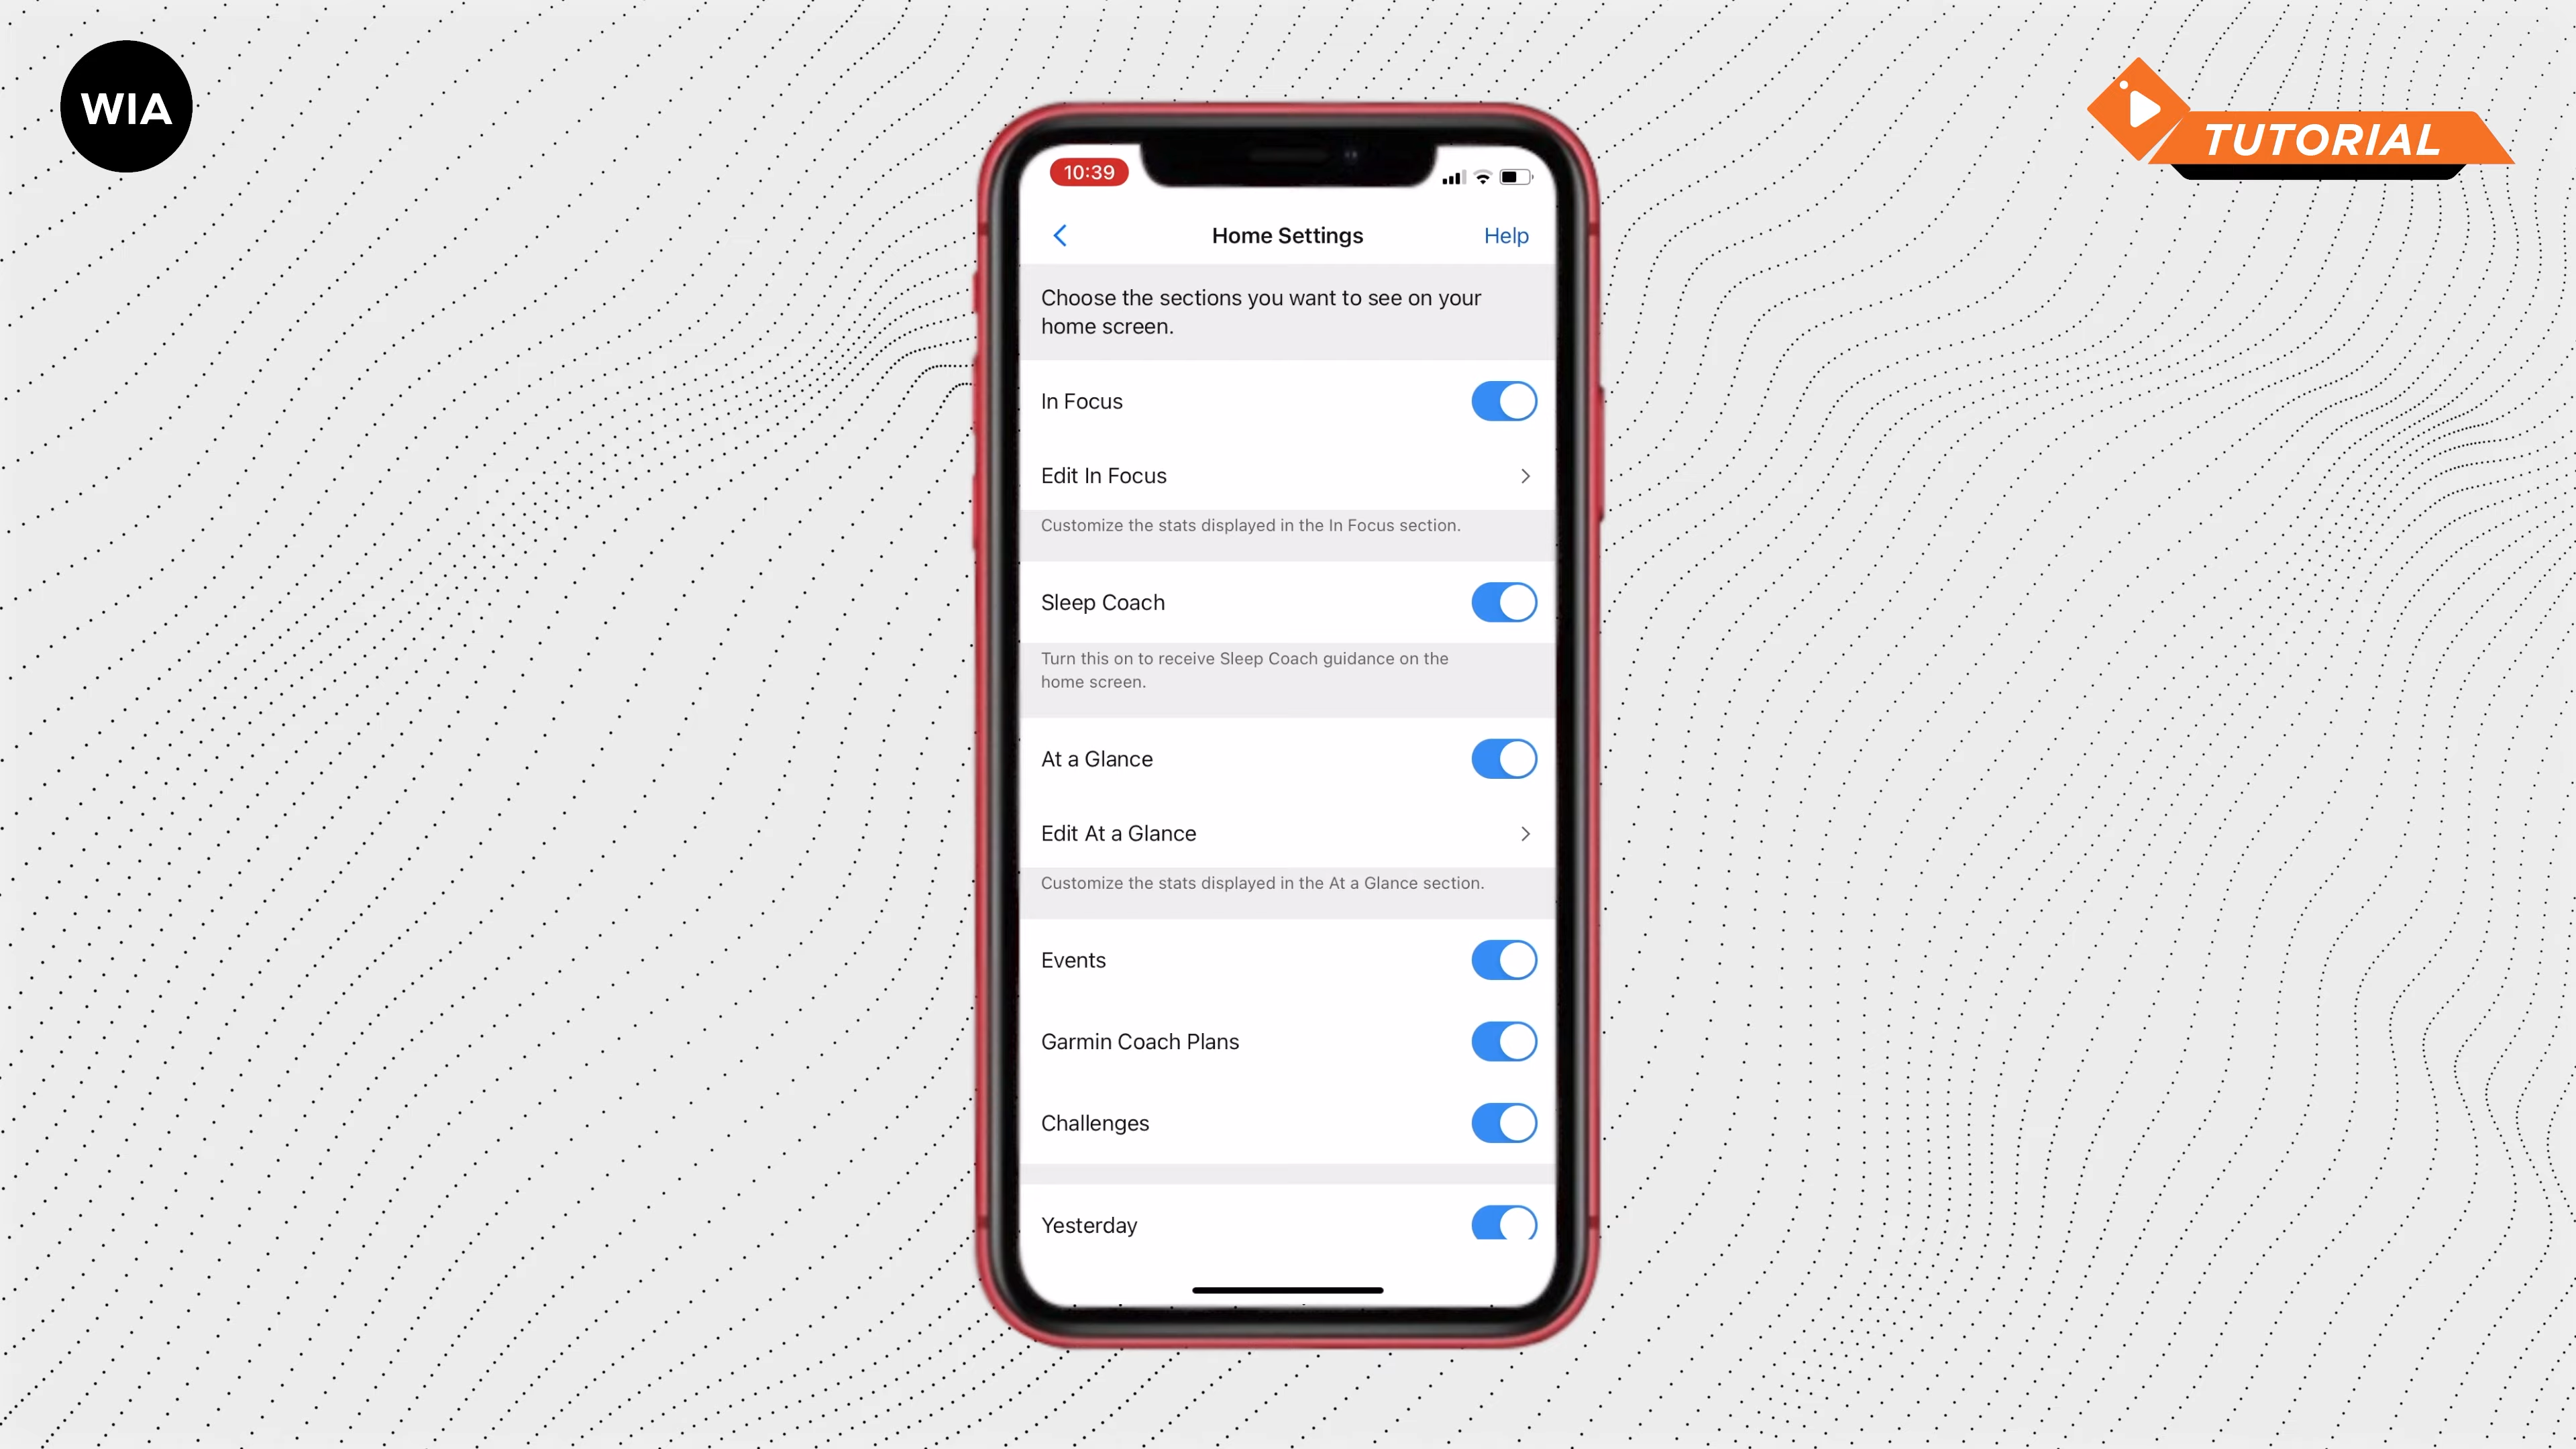 WIA
TUTORIAL
10:39
Home Settings
Help
Choose the sections you want to see on your
home screen.
In Focus
Edit In Focus
Customize the stats displayed in the In Focus section.
Sleep Coach
Turn this on to receive Sleep Coach guidance on the
home screen.
At a Glance
Edit At a Glance
Customize the stats displayed in the At a Glance section.
Events
Garmin Coach Plans
Challenges
Yesterday